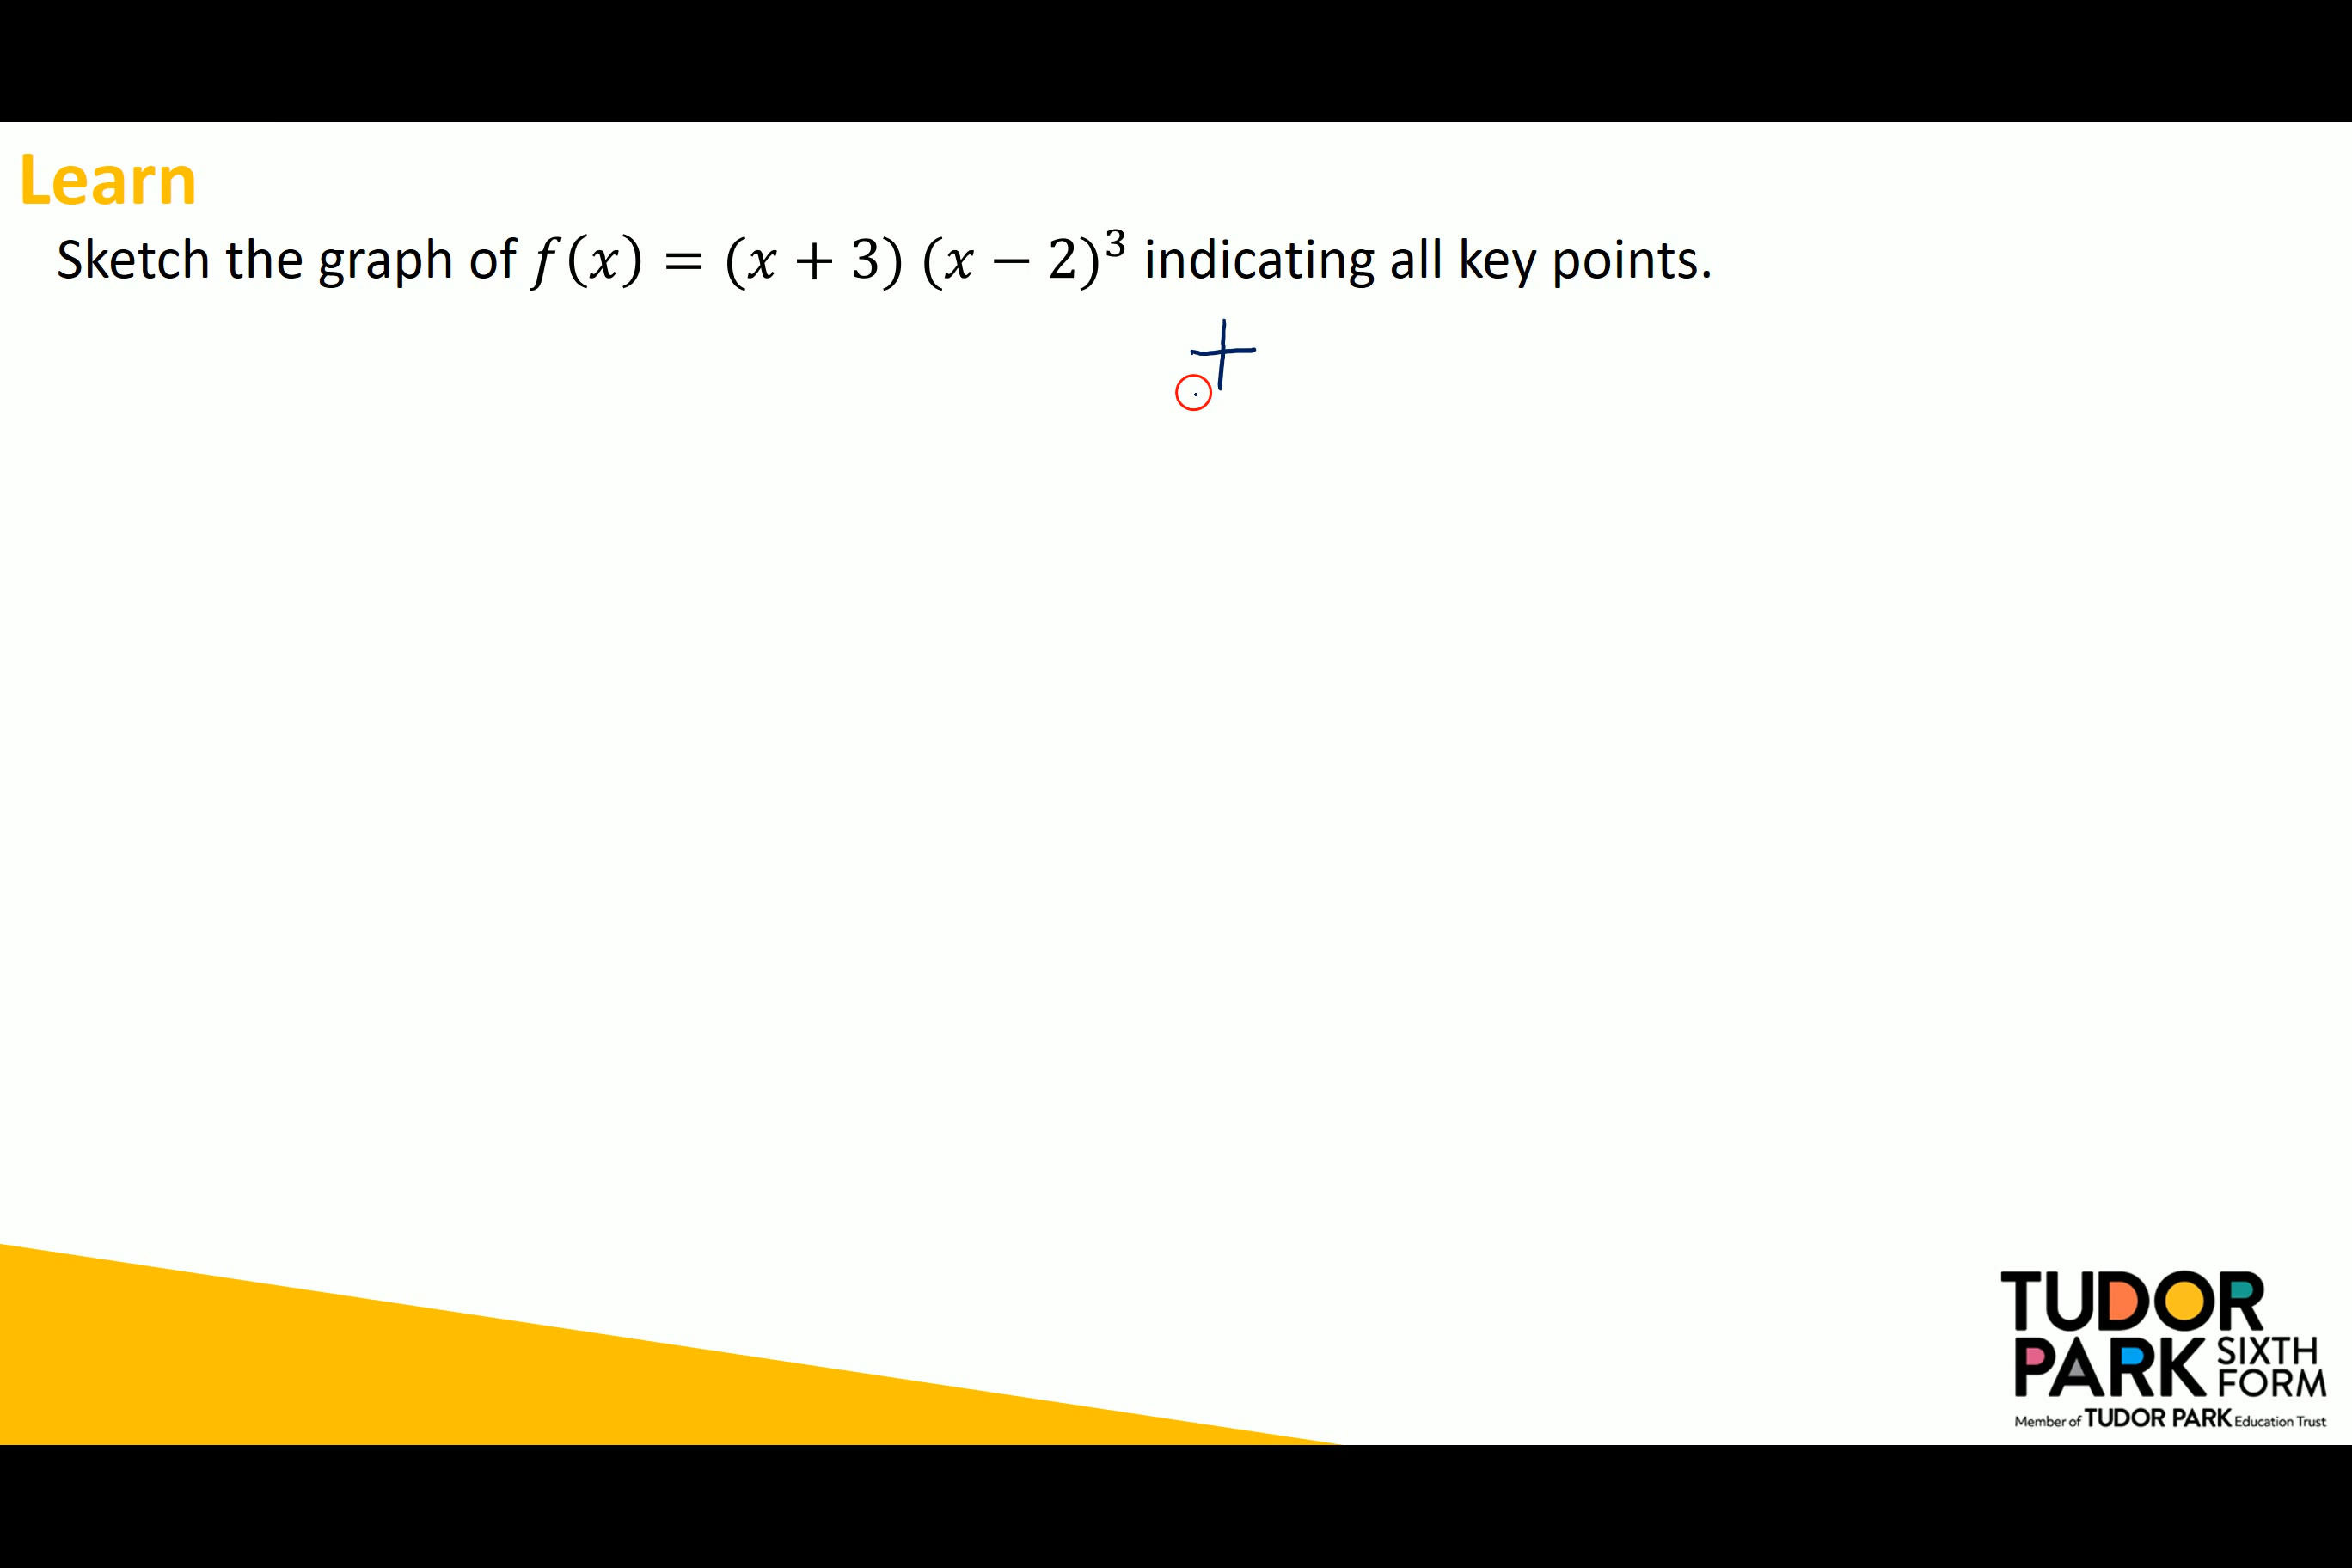 Learn
Sketch the graph of f(x) = (x + 3) (x − 2)³ indicating all key points.
+
TUDOR
PARK SIXTH FORM
Member of TUDOR PARK Education Trust